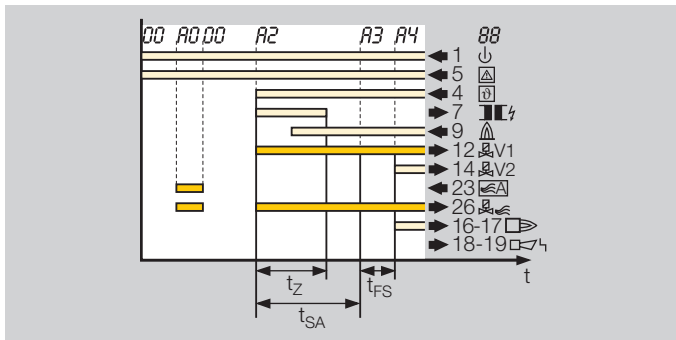 00 A0 00 A2 A3 A4 88
1
5
4 ϑ
7
9
12 V1
14 V2
23 A
26
16-17
18-19
t
tZ tFS
tSA